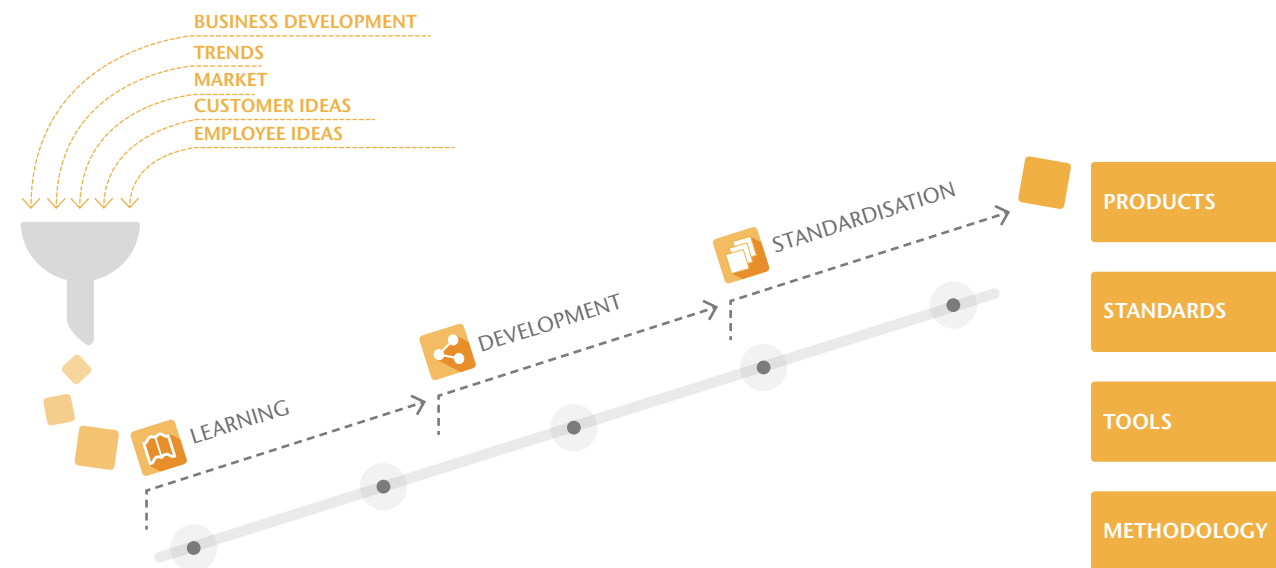 BUSINESS DEVELOPMENT
TRENDS
MARKET
CUSTOMER IDEAS
EMPLOYEE IDEAS
LEARNING
DEVELOPMENT
STANDARDISATION
PRODUCTS
STANDARDS
TOOLS
METHODOLOGY